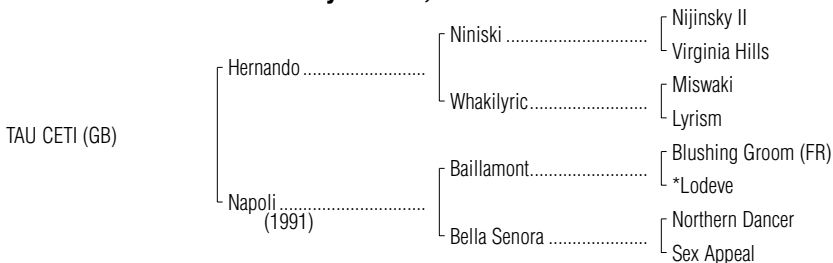 Nijinsky II
Niniski ..............................
Virginia Hills
Hernando ..........................
Miswaki
Whakilyric.........................
Lyrism
TAU CETI (GB)
Blushing Groom (FR)
Baillamont.........................
*Lodeve
Napoli ...............................
(1991)
Northern Dancer
Bella Senora .....................
Sex Appeal